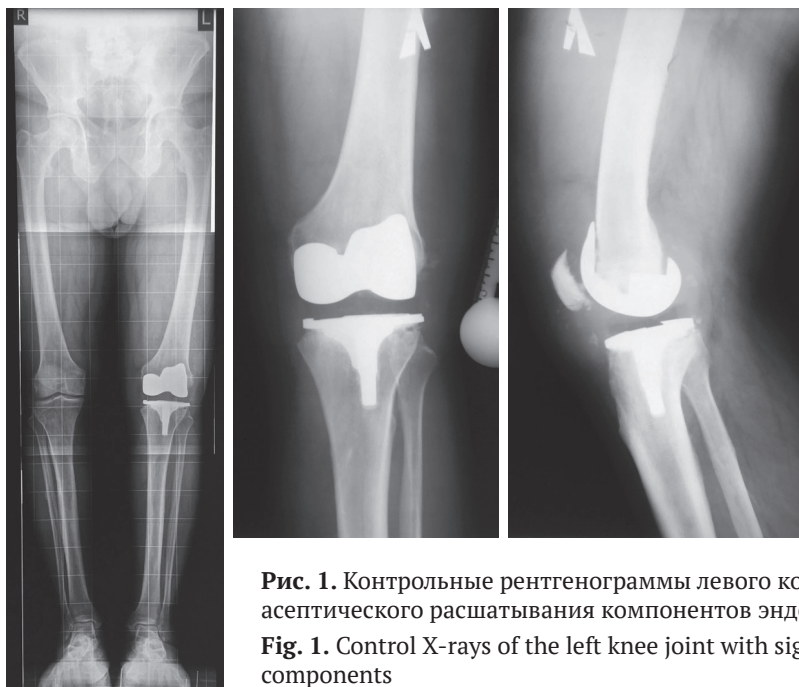 R
L
Рис. 1. Контрольные рентгенограммы левого ко
асептического расшатывания компонентов энд
Fig. 1. Control X-rays of the left knee joint with sig
components